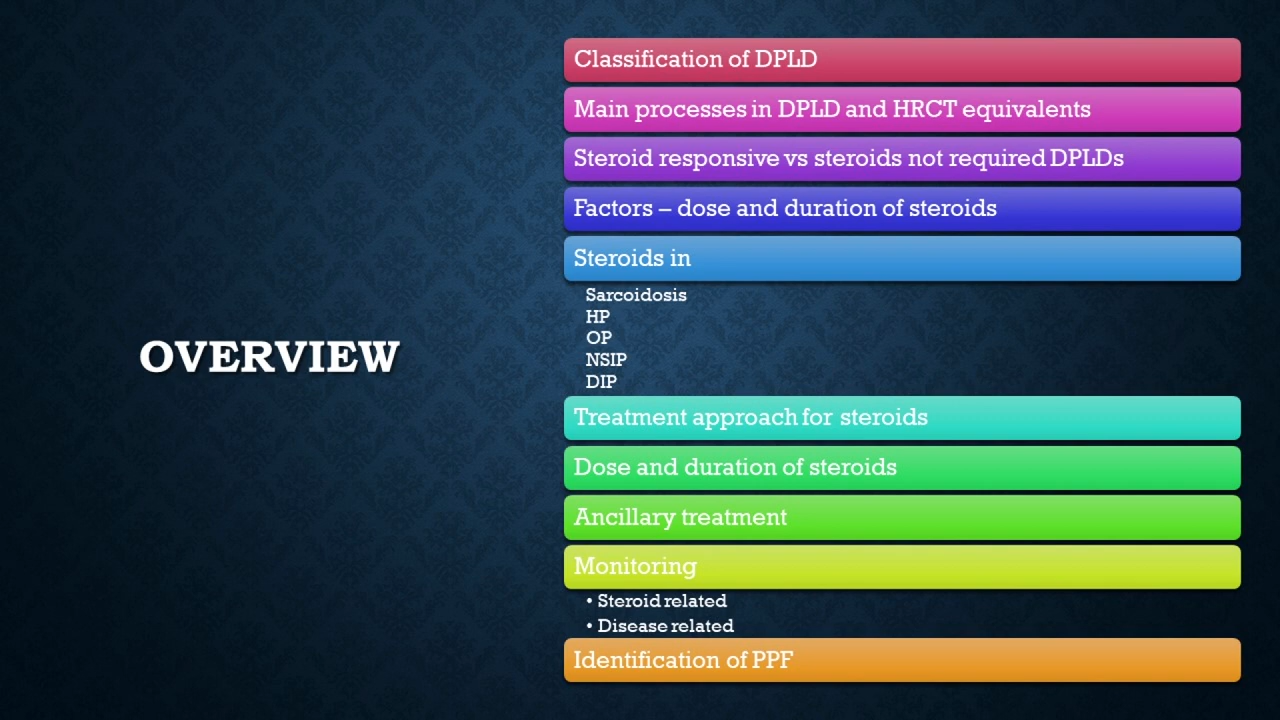 OVERVIEW
Classification of DPLD
Main processes in DPLD and HRCT equivalents
Steroid responsive vs steroids not required DPLDs
Factors – dose and duration of steroids
Steroids in
Sarcoidosis
HP
OP
NSIP
DIP
Treatment approach for steroids
Dose and duration of steroids
Ancillary treatment
Monitoring
• Steroid related
• Disease related
Identification of PPF